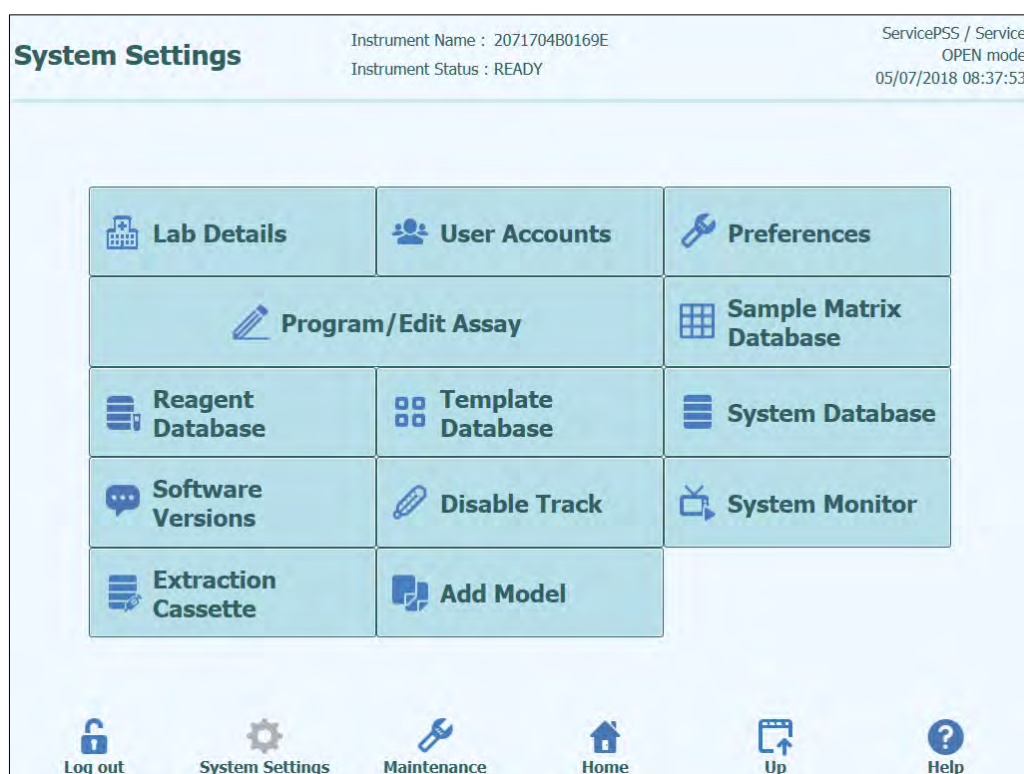 System Settings
Instrument Name : 2071704B0169E
Instrument Status : READY
ServicePSS / Service
OPEN mode
05/07/2018 08:37:53
Lab Details
User Accounts
Preferences
Program/Edit Assay
Sample Matrix
Database
Reagent
Database
Template
Database
System Database
Software
Versions
Disable Track
System Monitor
Extraction
Cassette
Add Model
Log out
System Settings
Maintenance
Home
Up
Help